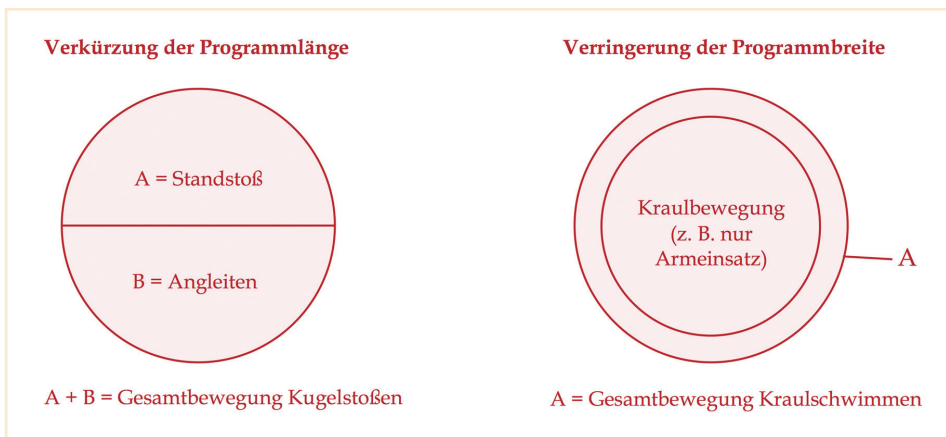 Verkürzung der Programmlänge
A = Standstoß
B = Angleiten
A + B = Gesamtbewegung Kugelstoßen
Verringerung der Programmbreite
Kraulbewegung
(z. B. nur
Armeinsatz)
A
A = Gesamtbewegung Kraulschwimmen